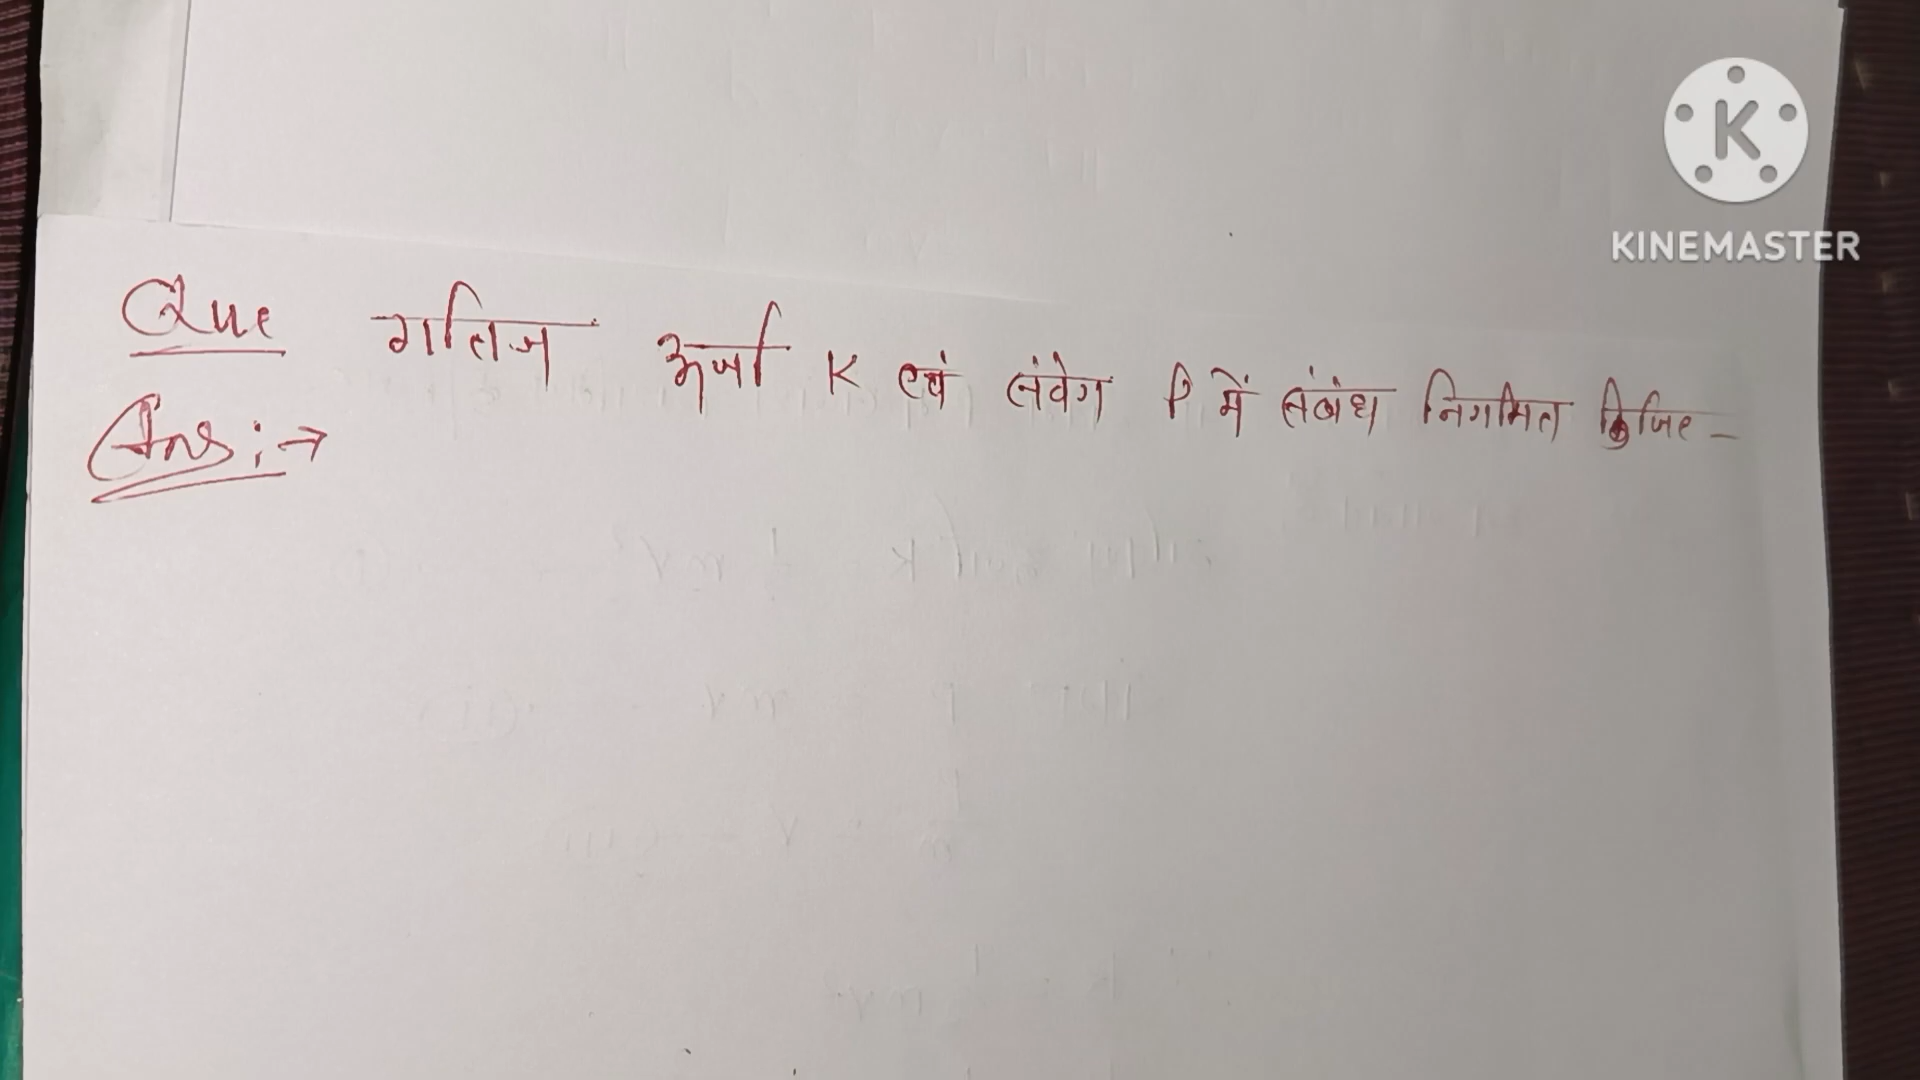 K
KINEMASTER
Que गतिज ऊर्जा K एवं संवेग P में संबंध निगमित किजिए -
Ans :→